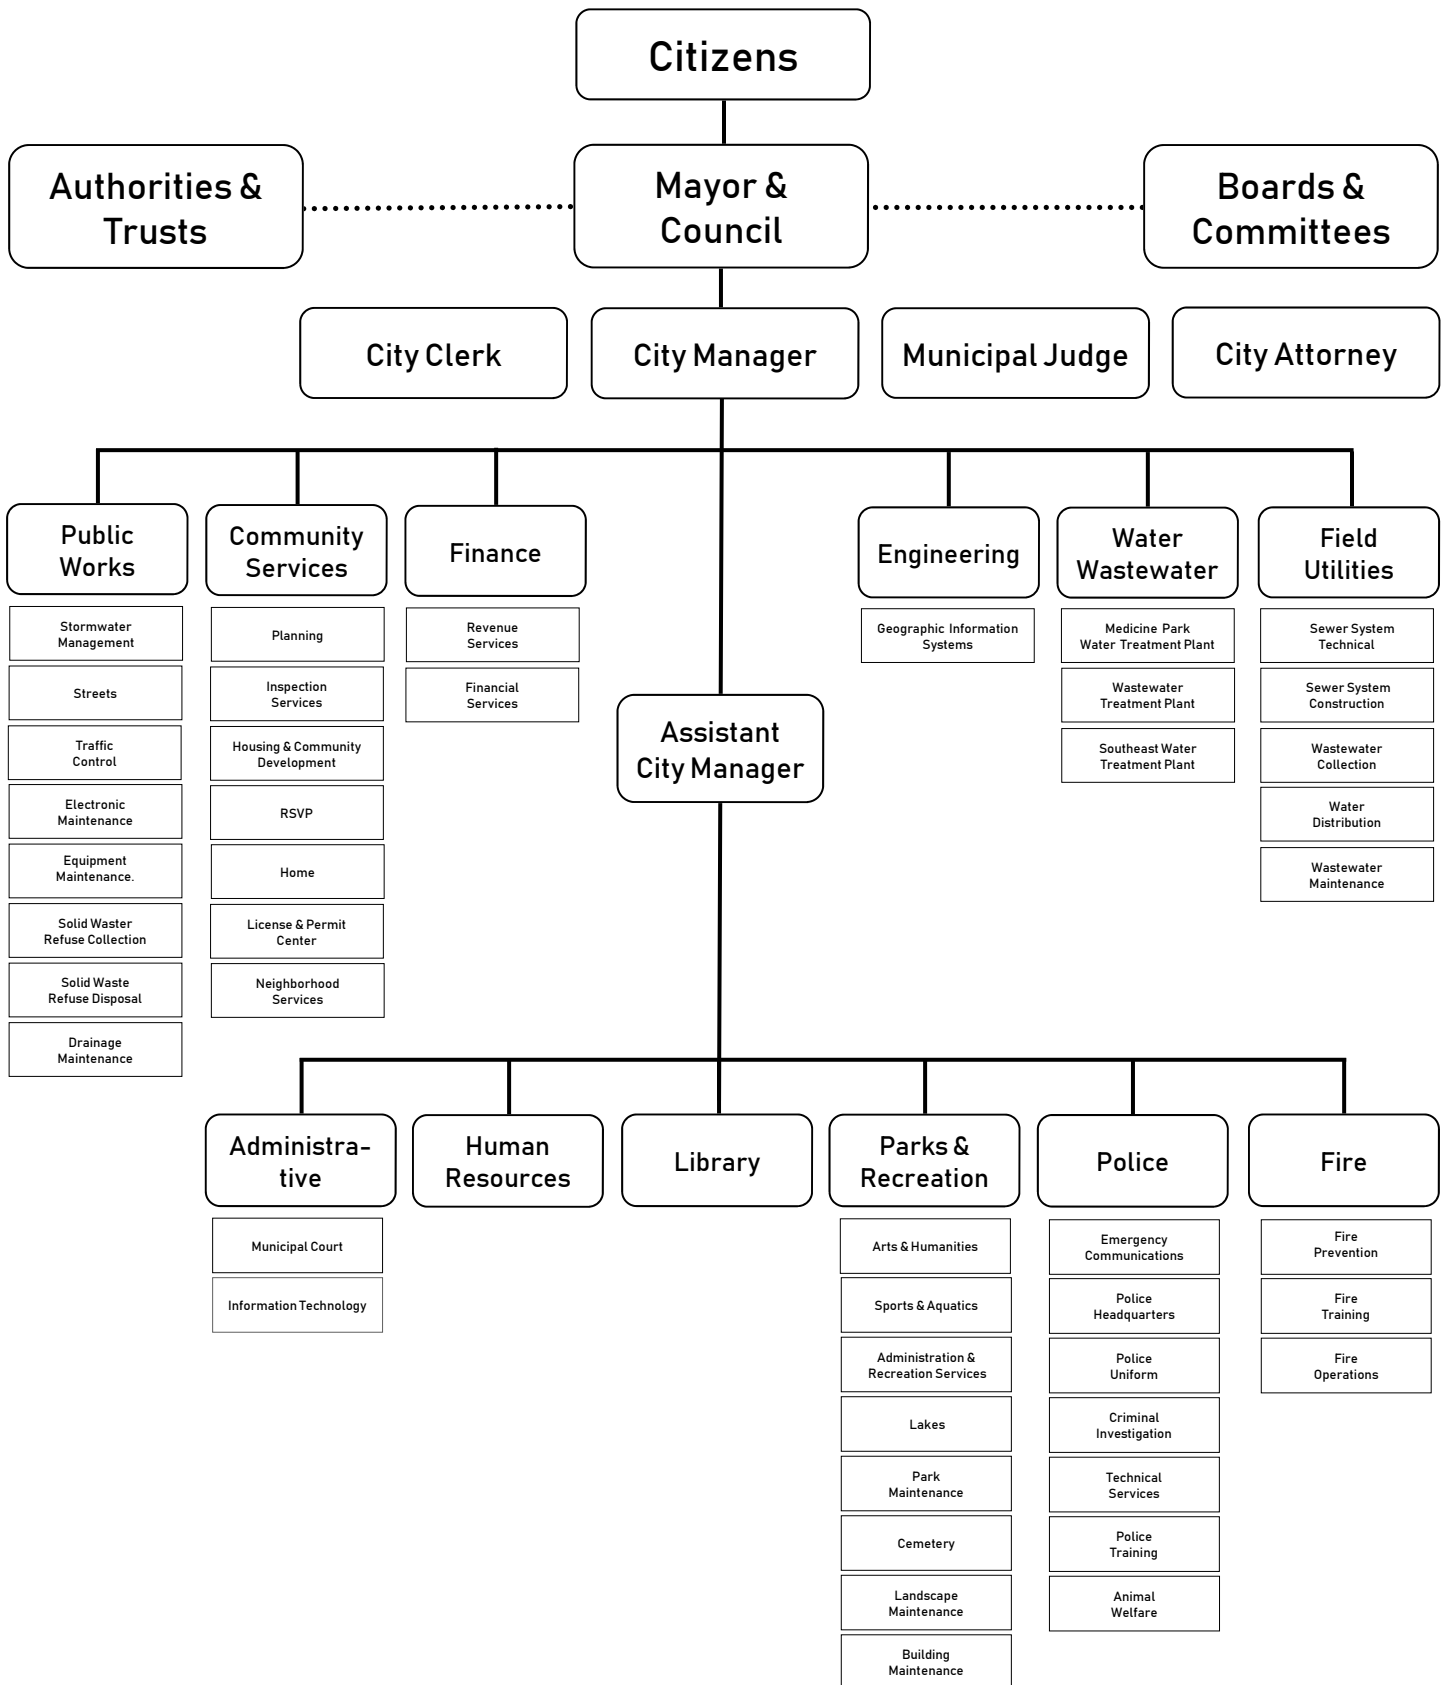 Citizens
Authorities &
Trusts
Mayor &
Council
Boards &
Committees
City Clerk
City Manager
Municipal Judge
City Attorney
Public
Works
Community
Services
Finance
Engineering
Water
Wastewater
Field
Utilities
Stormwater
Management
Streets
Traffic
Control
Electronic
Maintenance
Equipment
Maintenance.
Solid Waster
Refuse Collection
Solid Waste
Refuse Disposal
Drainage
Maintenance
Planning
Inspection
Services
Housing & Community
Development
RSVP
Home
License & Permit
Center
Neighborhood
Services
Revenue
Services
Financial
Services
Geographic Information
Systems
Medicine Park
Water Treatment Plant
Wastewater
Treatment Plant
Southeast Water
Treatment Plant
Sewer System
Technical
Sewer System
Construction
Wastewater
Collection
Water
Distribution
Wastewater
Maintenance
Assistant
City Manager
Administra-
tive
Human
Resources
Library
Parks &
Recreation
Police
Fire
Municipal Court
Information Technology
Arts & Humanities
Sports & Aquatics
Administration &
Recreation Services
Lakes
Park
Maintenance
Cemetery
Landscape
Maintenance
Building
Maintenance
Emergency
Communications
Police
Headquarters
Police
Uniform
Criminal
Investigation
Technical
Services
Police
Training
Animal
Welfare
Fire
Prevention
Fire
Training
Fire
Operations